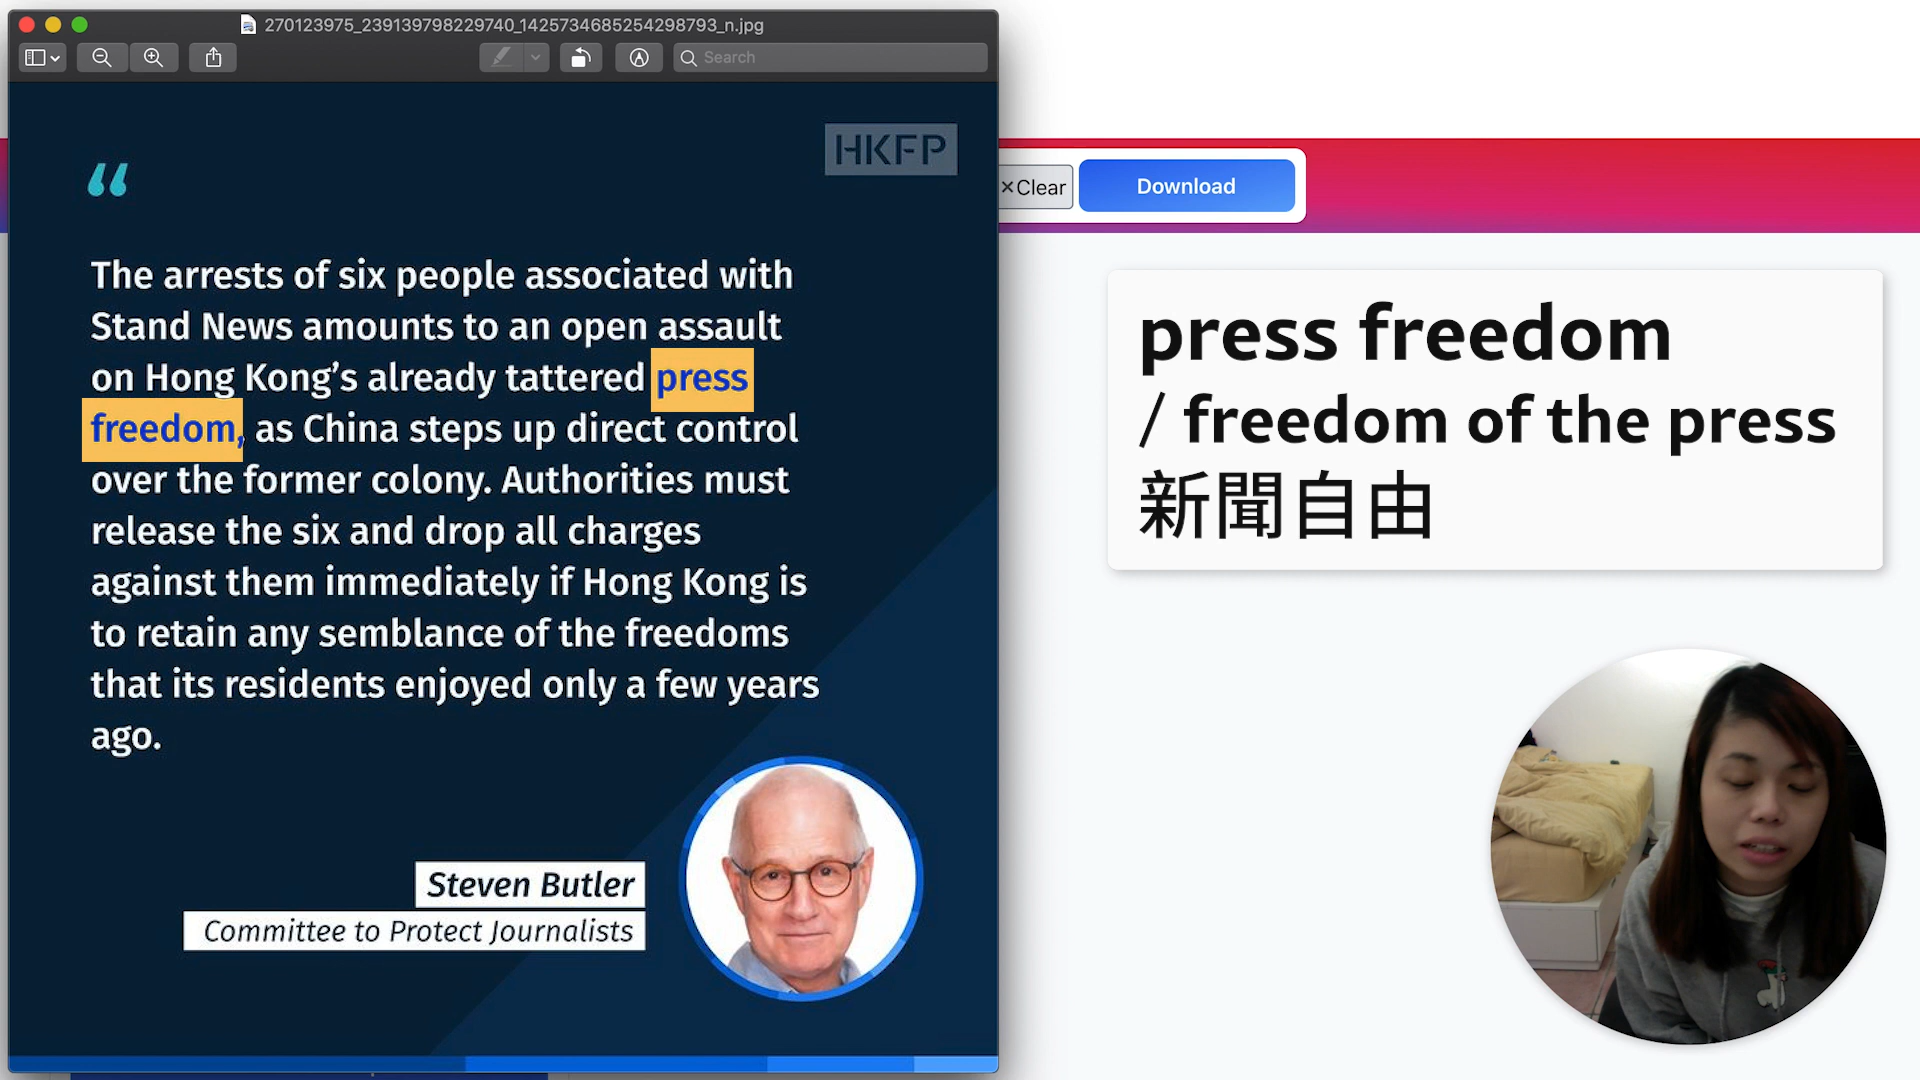 270123975_239139798229740_1425734685254298793_n.jpg
Search
HKFP
“
The arrests of six people associated with
Stand News amounts to an open assault
on Hong Kong’s already tattered press
freedom, as China steps up direct control
over the former colony. Authorities must
release the six and drop all charges
against them immediately if Hong Kong is
to retain any semblance of the freedoms
that its residents enjoyed only a few years
ago.
Steven Butler
Committee to Protect Journalists
×Clear
Download
press freedom
/ freedom of the press
新聞自由